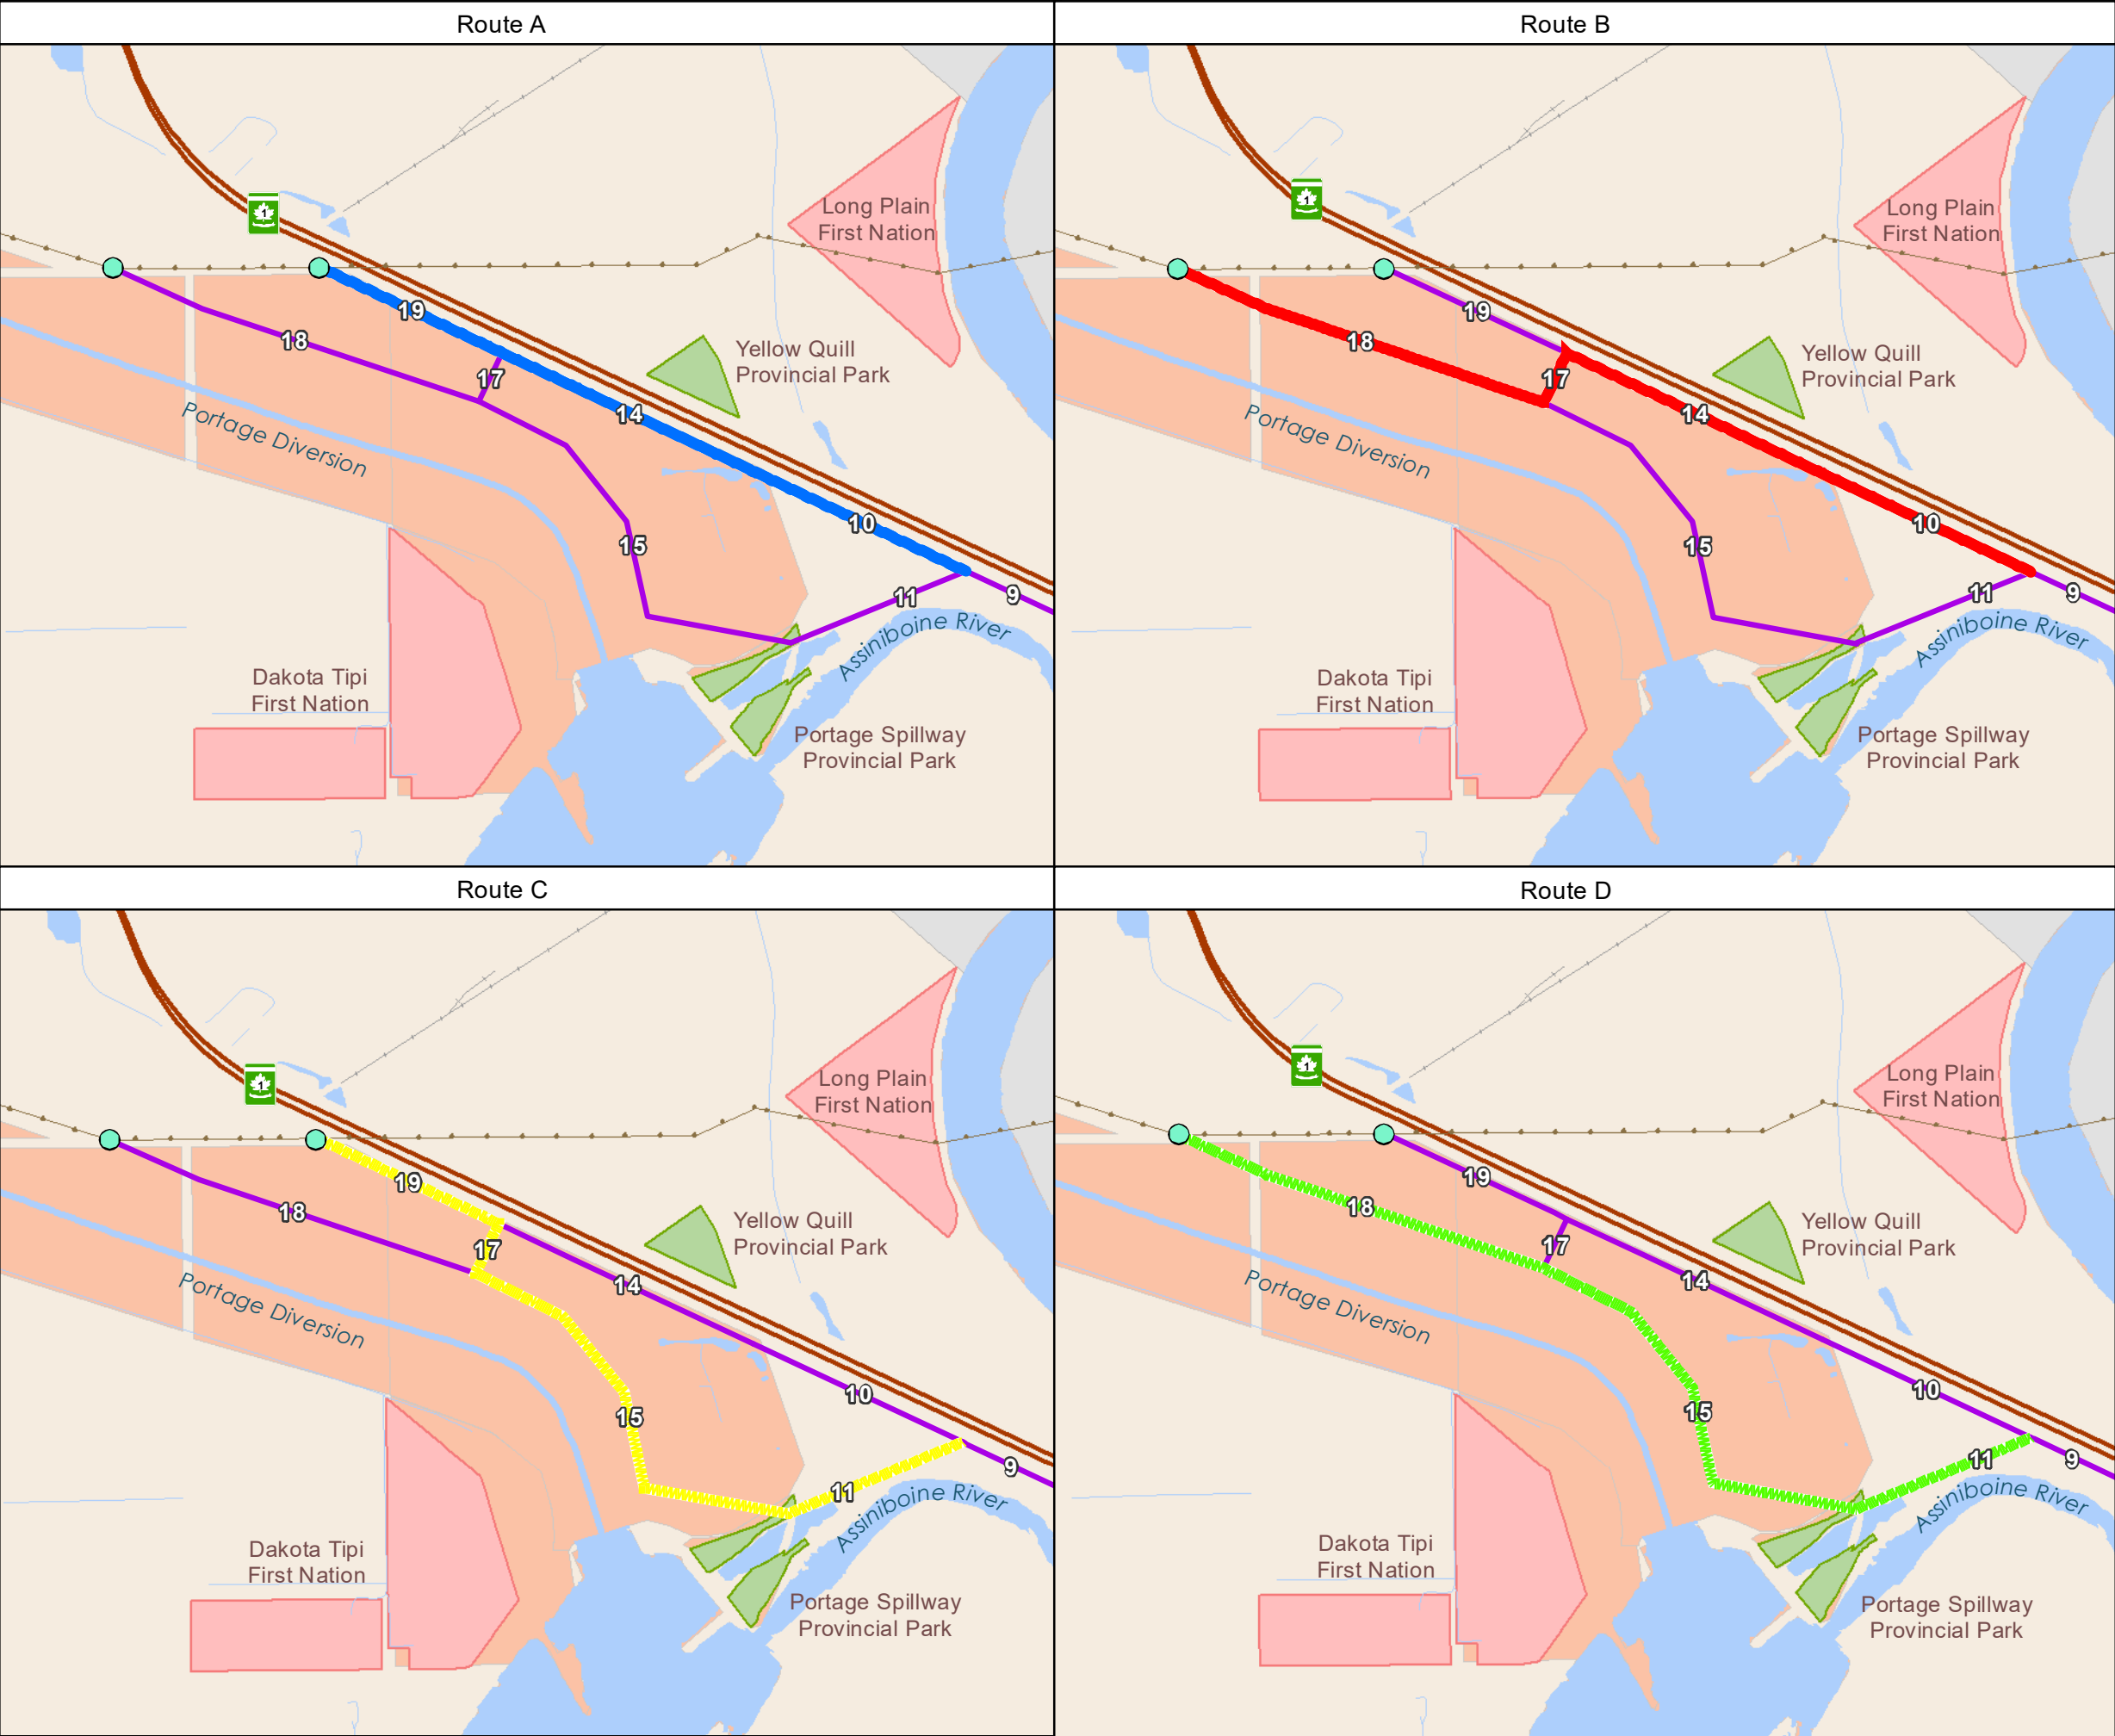 Route A
1
Long Plain
First Nation
19
18
Yellow Quill
Provincial Park
17
14
Portage Diversion
10
15
11
9
Assiniboine River
Dakota Tipi
First Nation
Portage Spillway
Provincial Park
Route B
1
Long Plain
First Nation
19
18
Yellow Quill
Provincial Park
17
14
Portage Diversion
10
15
11
9
Assiniboine River
Dakota Tipi
First Nation
Portage Spillway
Provincial Park
Route C
1
Long Plain
First Nation
19
18
Yellow Quill
Provincial Park
17
14
Portage Diversion
10
15
9
11
Assiniboine River
Dakota Tipi
First Nation
Portage Spillway
Provincial Park
Route D
1
Long Plain
First Nation
19
18
Yellow Quill
Provincial Park
17
14
Portage Diversion
10
15
11
9
Assiniboine River
Dakota Tipi
First Nation
Portage Spillway
Provincial Park